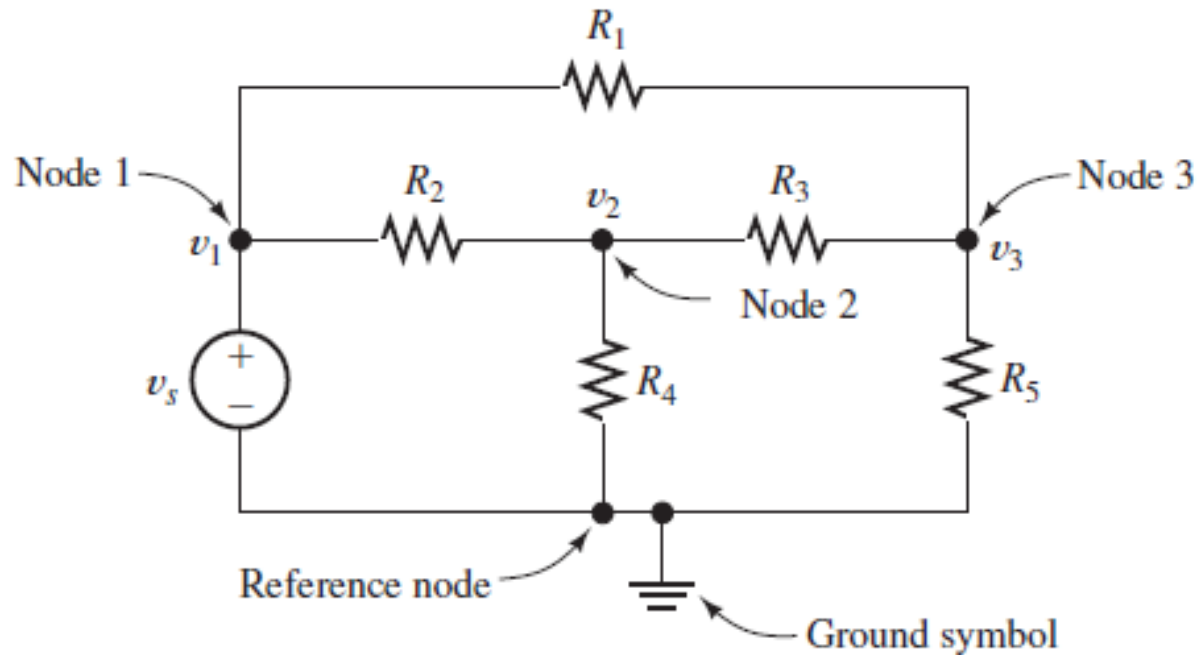 R₁
Node 1
R₂
v₂
R₃
Node 3
v₁
v₃
Node 2
+
vₛ
−
R₄
R₅
Reference node
Ground symbol